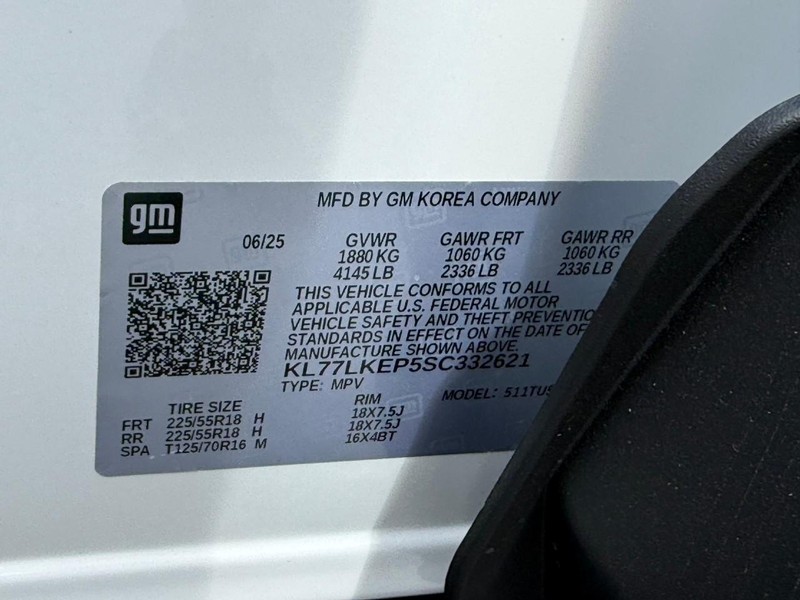 gm
MFD BY GM KOREA COMPANY
06/25 GVWR GAWR FRT GAWR RR
1880 KG 1060 KG 1060 KG
4145 LB 2336 LB 2336 LB
THIS VEHICLE CONFORMS TO ALL
APPLICABLE U.S. FEDERAL MOTOR
VEHICLE SAFETY AND THEFT
STANDARDS IN EFFECT ON THE DATE OF
MANUFACTURE SHOWN ABOVE.
KL77LKEP5SC332621
TYPE: MPV MODEL:
TIRE SIZE RIM
FRT 225/55R18 H 18X7.5J
RR 225/55R18 H 18X7.5J
SPA T125/70R16 M 16X4BT